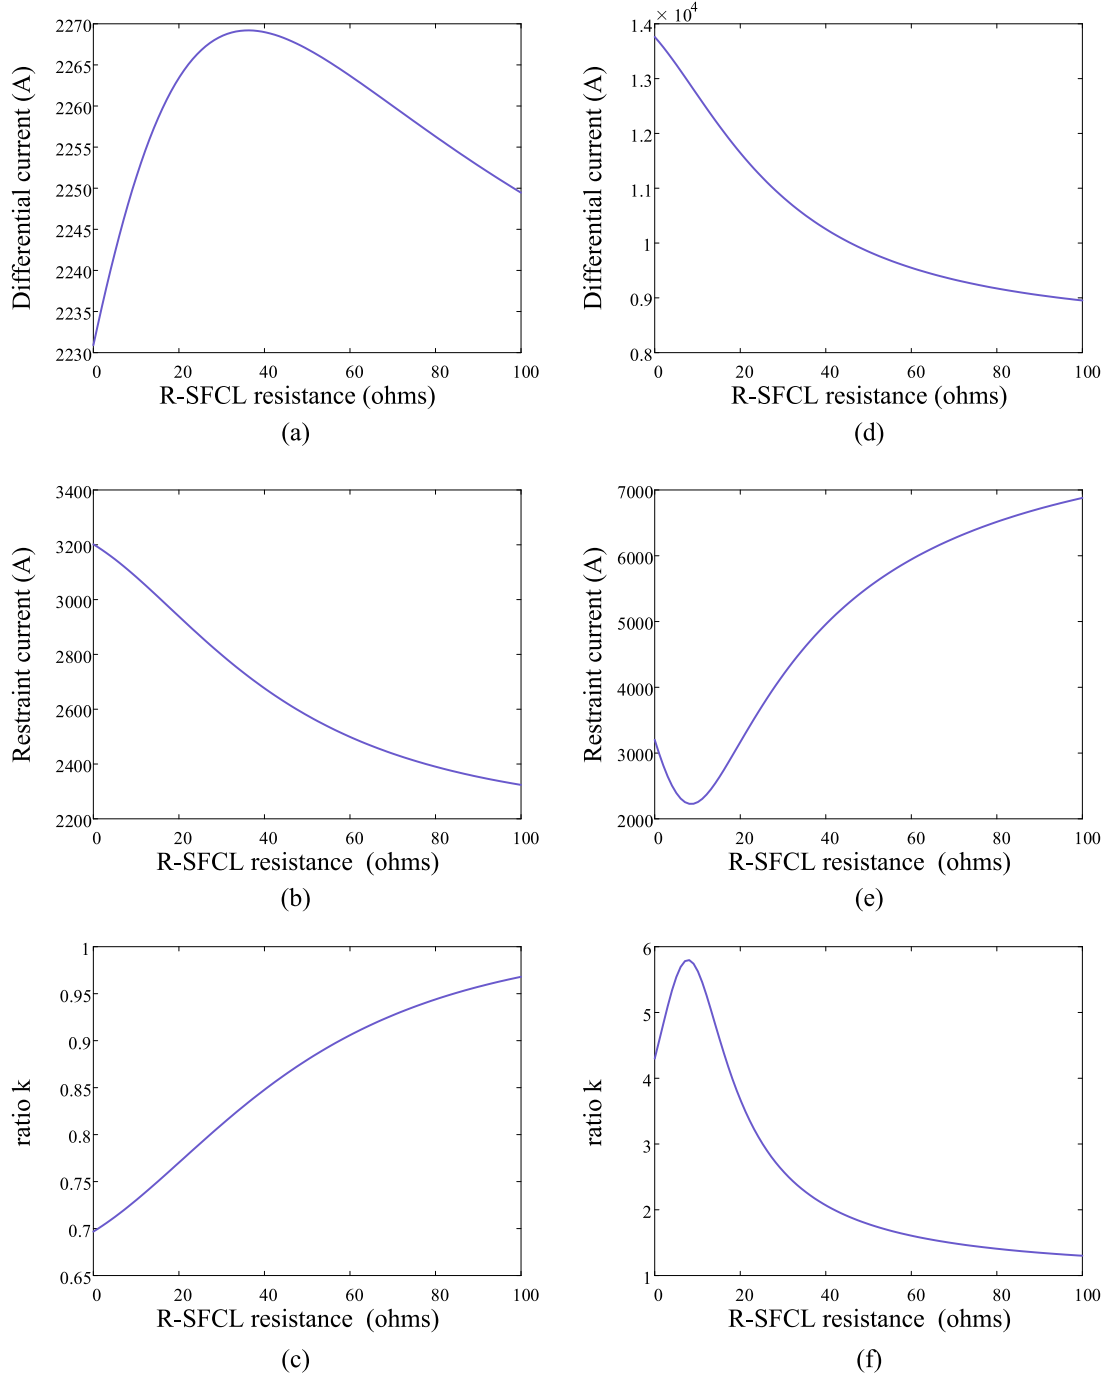 Differential current (A)
2270
2265
2260
2255
2250
2245
2240
2235
2230
0 20 40 60 80 100
R-SFCL resistance (ohms)
(a)
× 10⁴
Differential current (A)
1.4
1.3
1.2
1.1
1
0.9
0.8
0 20 40 60 80 100
R-SFCL resistance (ohms)
(d)
Restraint current (A)
3400
3200
3000
2800
2600
2400
2200
0 20 40 60 80 100
R-SFCL resistance (ohms)
(b)
Restraint current (A)
7000
6000
5000
4000
3000
2000
0 20 40 60 80 100
R-SFCL resistance (ohms)
(e)
ratio k
1
0.95
0.9
0.85
0.8
0.75
0.7
0.65
0 20 40 60 80 100
R-SFCL resistance (ohms)
(c)
ratio k
6
5
4
3
2
1
0 20 40 60 80 100
R-SFCL resistance (ohms)
(f)